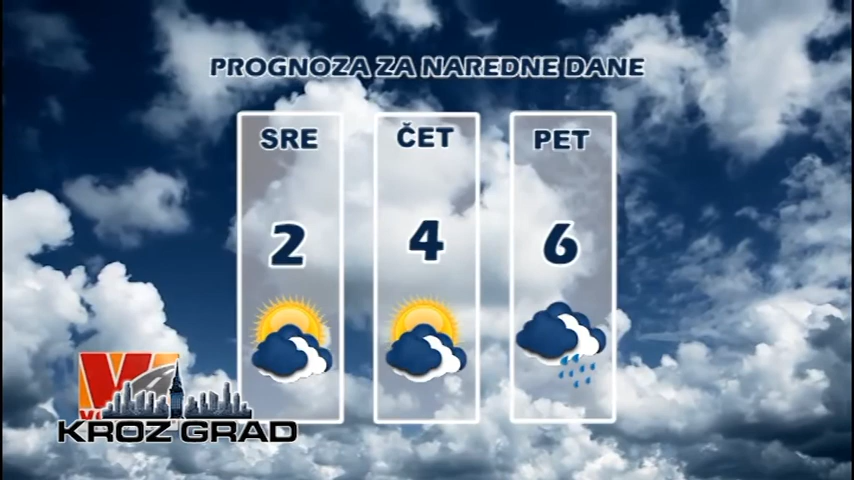 PROGNOZA ZA NAREDNE DANE
SRE
ČET
PET
2
4
6
KROZ GRAD